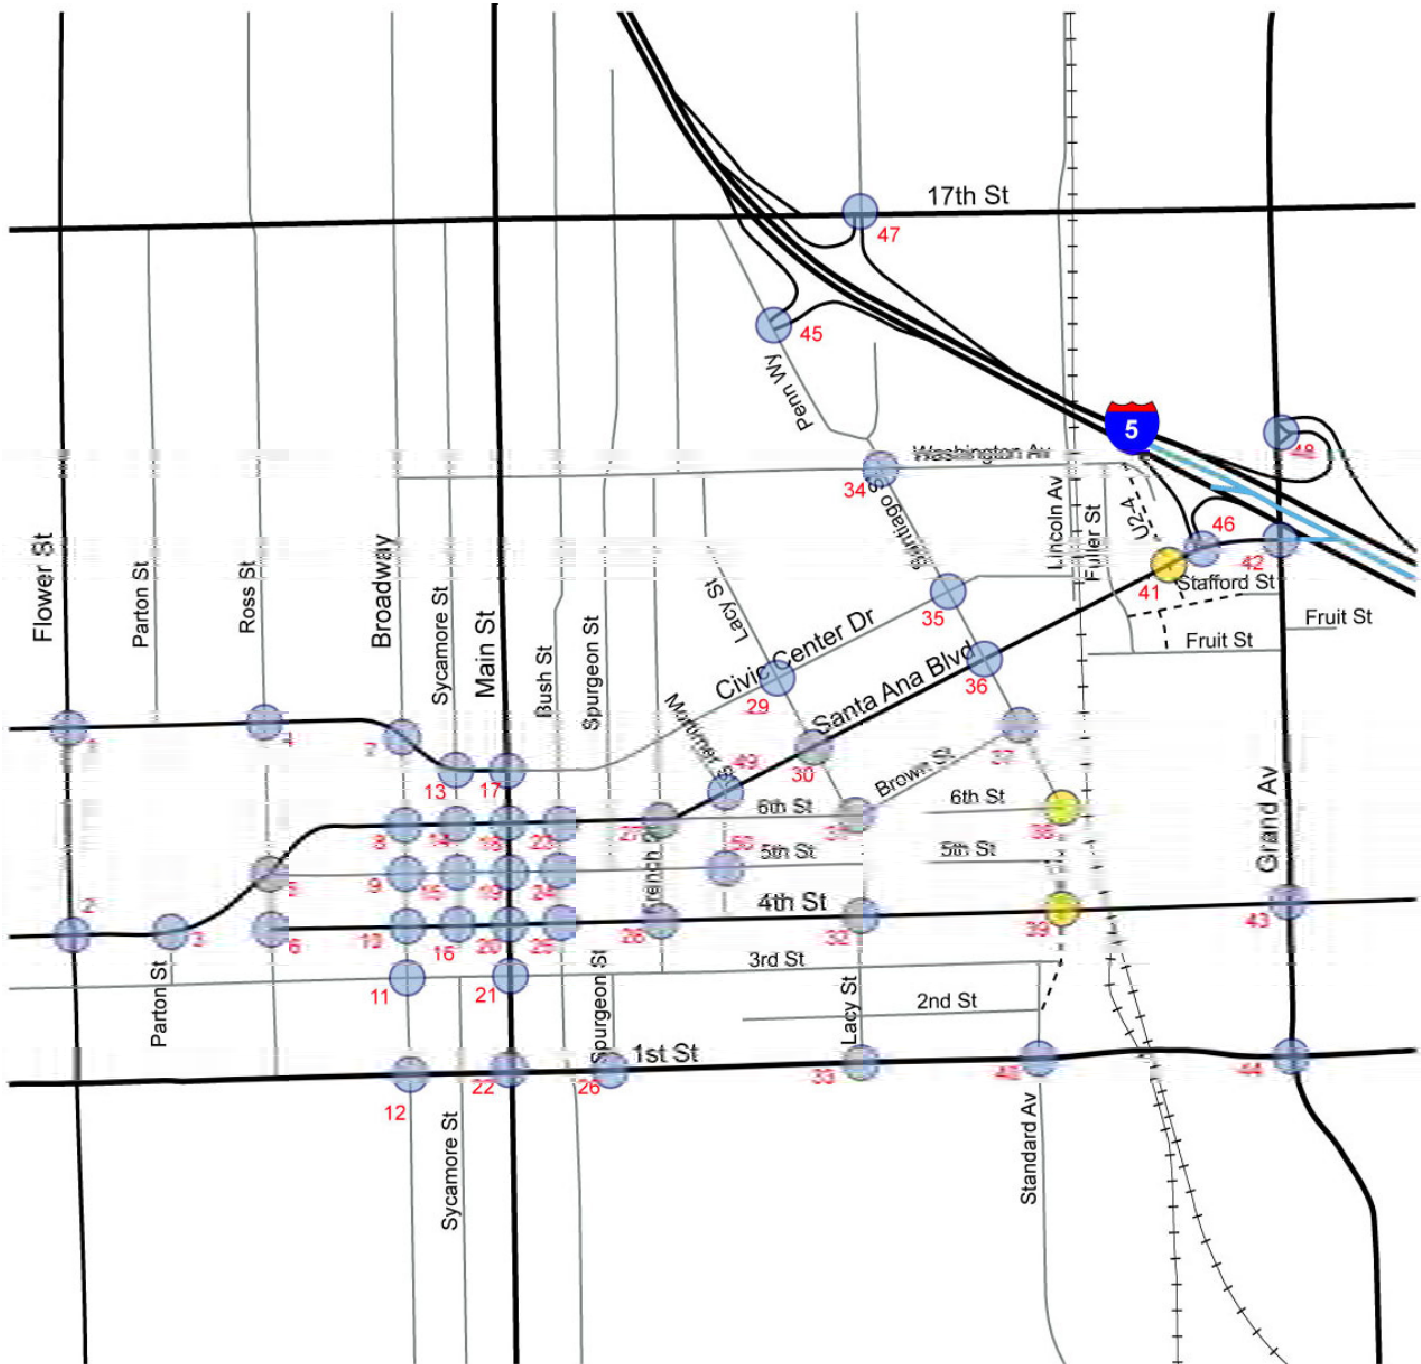 17th St
47
45
Penn Wy
5
48
Washington Av
34
Santiago St
Lincoln Av
Fuller St
46
42
41
Stafford St
Fruit St
Fruit St
Flower St
Parton St
Ross St
Broadway
Sycamore St
Main St
Bush St
Spurgeon St
Lacy St
Civic Center Dr
35
29
Santa Ana Blvd
36
Mortimer St
49
30
Brown St
37
13
17
6th St
6th St
38
8
14
18
23
27
50
5th St
5th St
9
15
19
24
French St
Grand Av
2
3
6
10
16
20
25
28
4th St
32
39
43
Parton St
11
21
Spurgeon St
3rd St
2nd St
Lacy St
1st St
12
22
26
33
40
44
Sycamore St
Standard Av